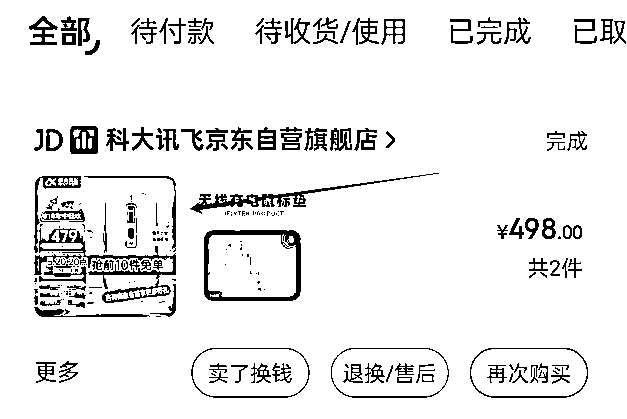 全部 待付款 待收货/使用 已完成 已取
JD 科大讯飞京东自营旗舰店 > 完成
无线充电鼠标垫
479
抢前10件免单
¥498.00
共2件
更多 卖了换钱 退换/售后 再次购买